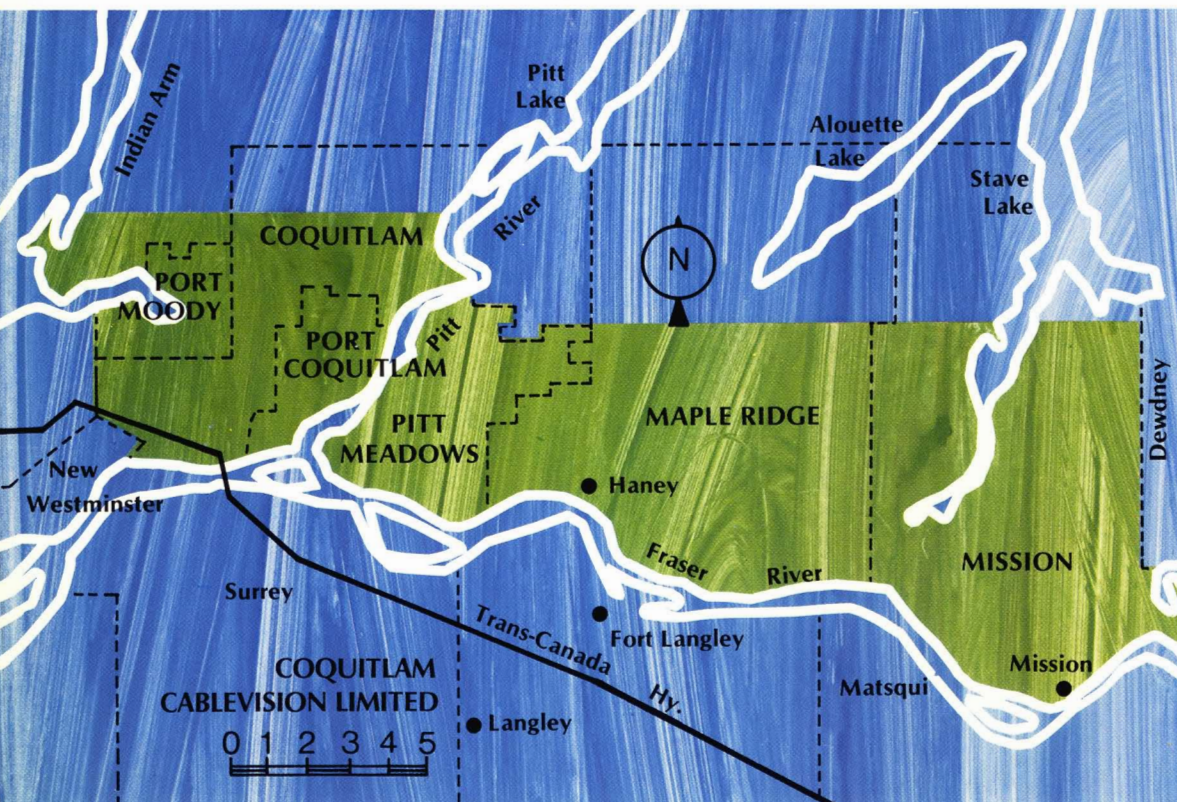 Indian Arm
Pitt
Lake
Alouette
Lake
Stave
Lake
River
COQUITLAM
N
PORT
MOODY
Pitt
PORT
COQUITLAM
PITT
MEADOWS
MAPLE RIDGE
Dewdney
New
Westminster
Haney
Fraser
River
MISSION
Surrey
Trans-Canada
Hy.
Fort Langley
Mission
Matsqui
COQUITLAM
CABLEVISION LIMITED
Langley
0 1 2 3 4 5